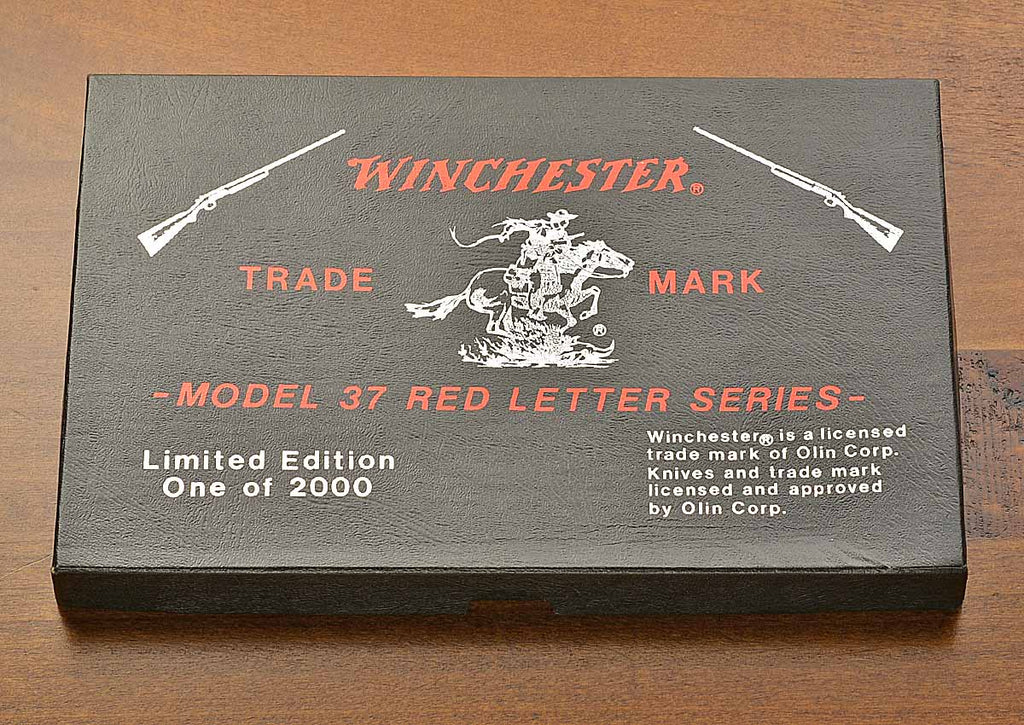 WINCHESTER®
TRADE MARK
®
-MODEL 37 RED LETTER SERIES-
Limited Edition
One of 2000
Winchester® is a licensed
trade mark of Olin Corp.
Knives and trade mark
licensed and approved
by Olin Corp.